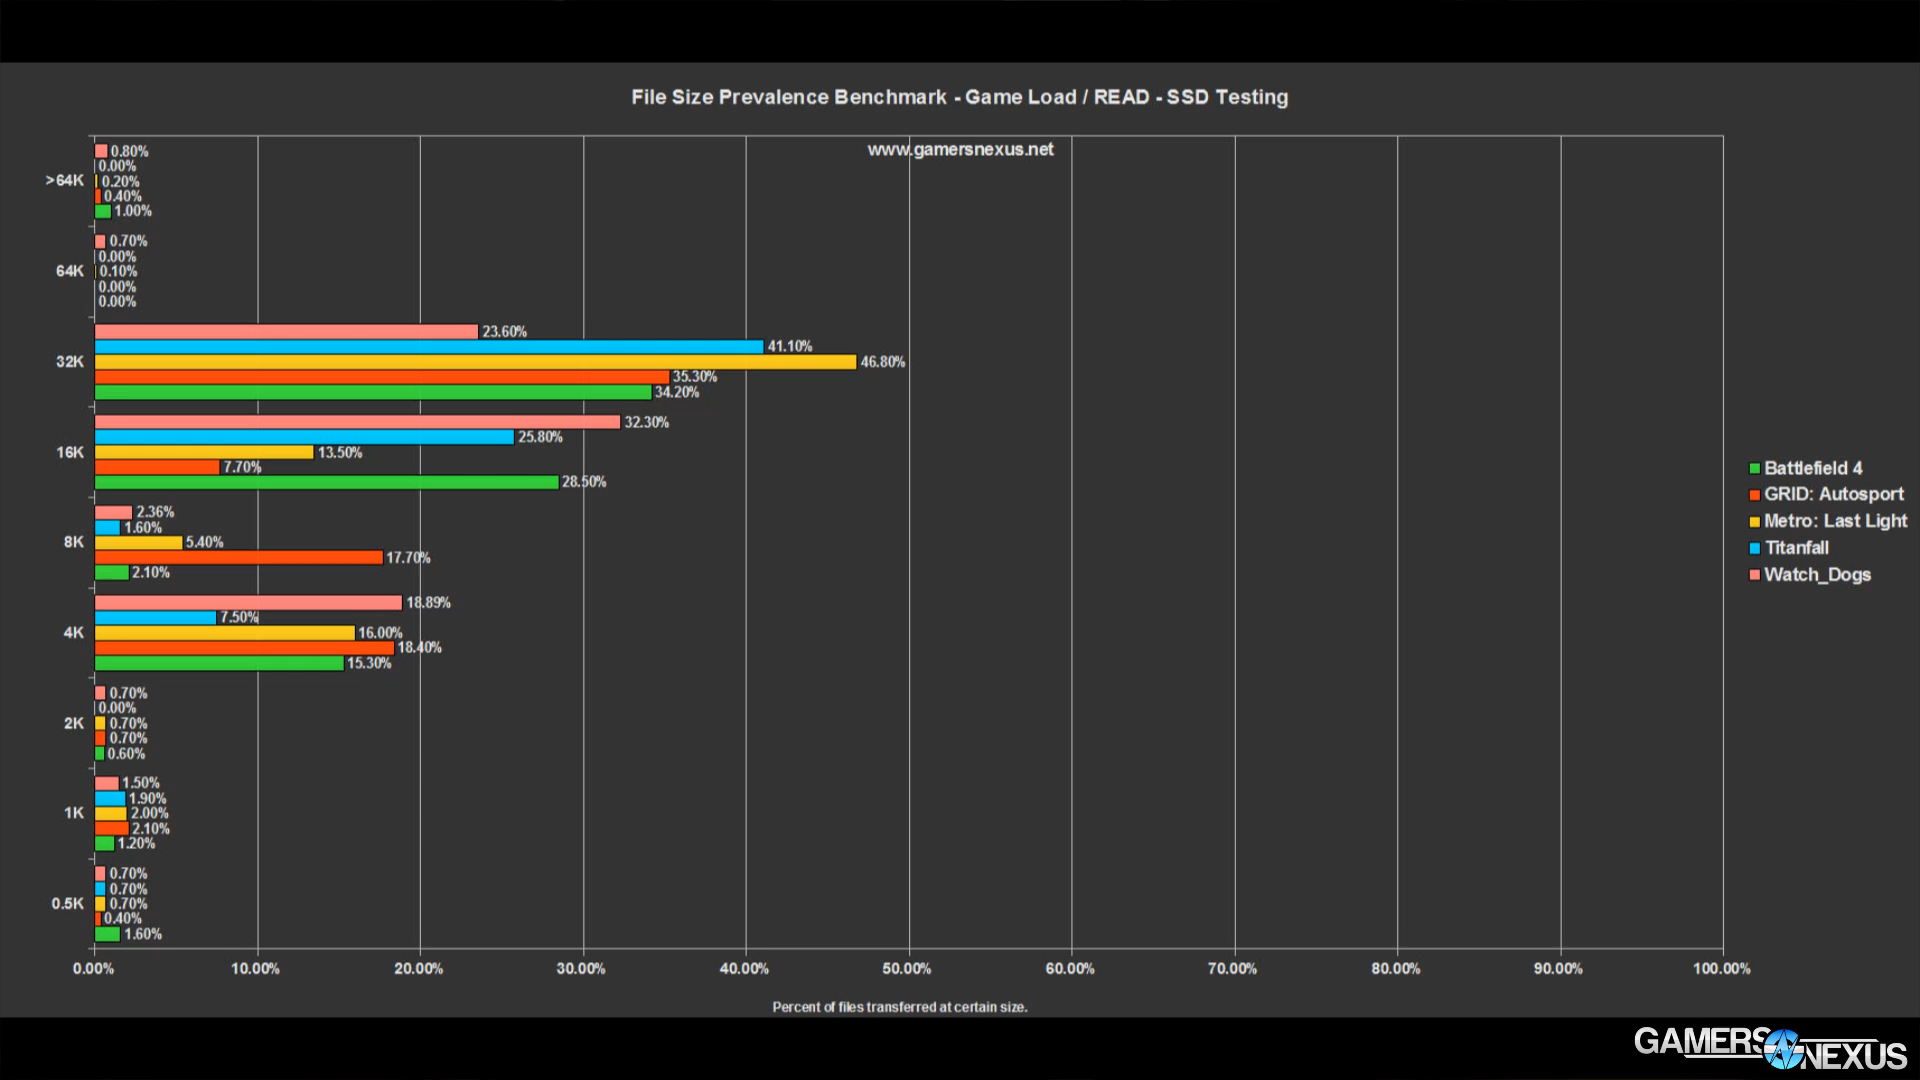 File Size Prevalence Benchmark - Game Load / READ - SSD Testing
www.gamersnexus.net
>64K
0.80%
0.00%
0.20%
0.40%
1.00%
64K
0.70%
0.00%
0.10%
0.00%
0.00%
32K
23.60%
41.10%
46.80%
35.30%
34.20%
16K
32.30%
25.80%
13.50%
7.70%
28.50%
8K
2.36%
1.60%
5.40%
17.70%
2.10%
4K
18.89%
7.50%
16.00%
18.40%
15.30%
2K
0.70%
0.00%
0.70%
0.70%
0.60%
1K
1.50%
1.90%
2.00%
2.10%
1.20%
0.5K
0.70%
0.70%
0.70%
0.40%
1.60%
0.00% 10.00% 20.00% 30.00% 40.00% 50.00% 60.00% 70.00% 80.00% 90.00% 100.00%
Percent of files transferred at certain size.
Battlefield 4
GRID: Autosport
Metro: Last Light
Titanfall
Watch_Dogs
GAMERS NEXUS